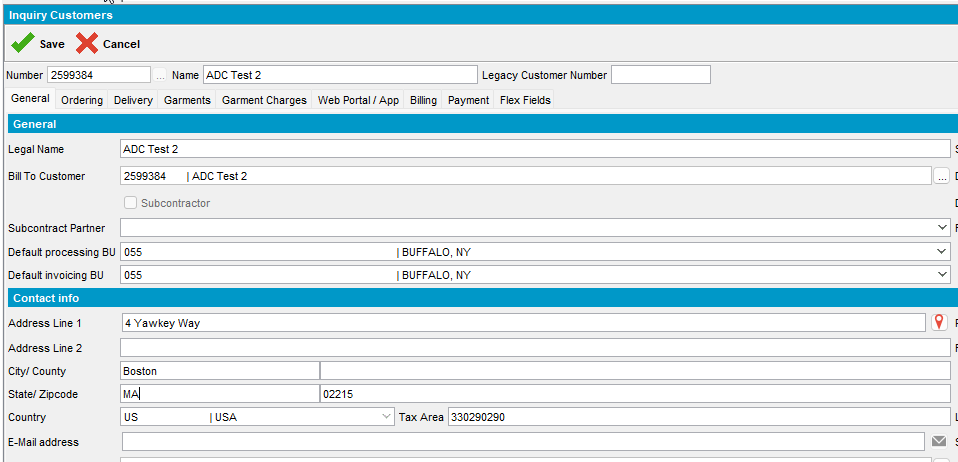 Inquiry Customers
Save Cancel
Number 2599384 ... Name ADC Test 2 Legacy Customer Number
General Ordering Delivery Garments Garment Charges Web Portal / App Billing Payment Flex Fields
General
Legal Name ADC Test 2
Bill To Customer 2599384 | ADC Test 2 ...
Subcontractor
Subcontract Partner
Default processing BU 055 | BUFFALO, NY
Default invoicing BU 055 | BUFFALO, NY
Contact info
Address Line 1 4 Yawkey Way
Address Line 2
City/ County Boston
State/ Zipcode MA 02215
Country US | USA Tax Area 330290290
E-Mail address